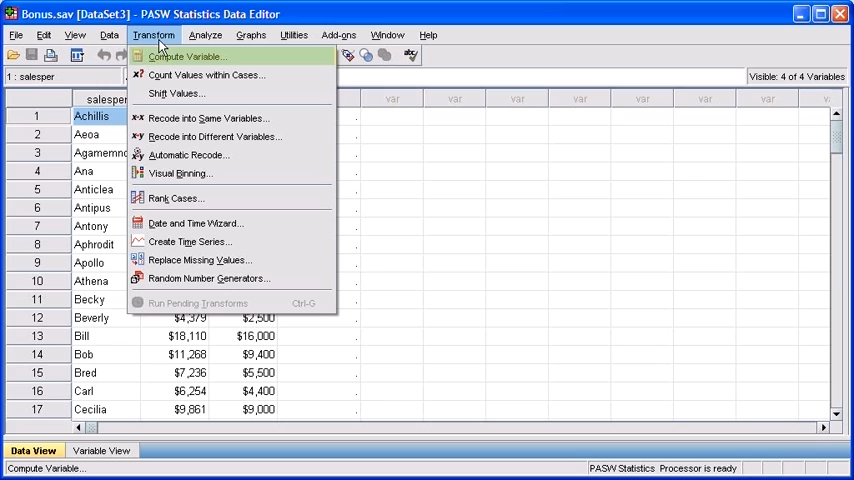 Bonus.sav [DataSet3] - PASW Statistics Data Editor
File Edit View Data Transform Analyze Graphs Utilities Add-ons Window Help
1 : salesper
Visible: 4 of 4 Variables
Compute Variable...
Count Values within Cases...
Shift Values...
Recode into Same Variables...
Recode into Different Variables...
Automatic Recode...
Visual Binning...
Rank Cases...
Date and Time Wizard...
Create Time Series...
Replace Missing Values...
Random Number Generators...
Run Pending Transforms Ctrl-G
salesper var var var var var var var
1 Achillis .
2 Aeoa .
3 Agamemno .
4 Ana .
5 Anticlea .
6 Antipus .
7 Antony .
8 Aphrodit .
9 Apollo .
10 Athena .
11 Becky .
12 Beverly $4,379 $2,500 .
13 Bill $18,110 $16,000 .
14 Bob $11,268 $9,400 .
15 Bred $7,236 $5,500 .
16 Carl $6,254 $4,400 .
17 Cecilia $9,861 $9,000 .
Data View Variable View
Compute Variable... PASW Statistics Processor is ready